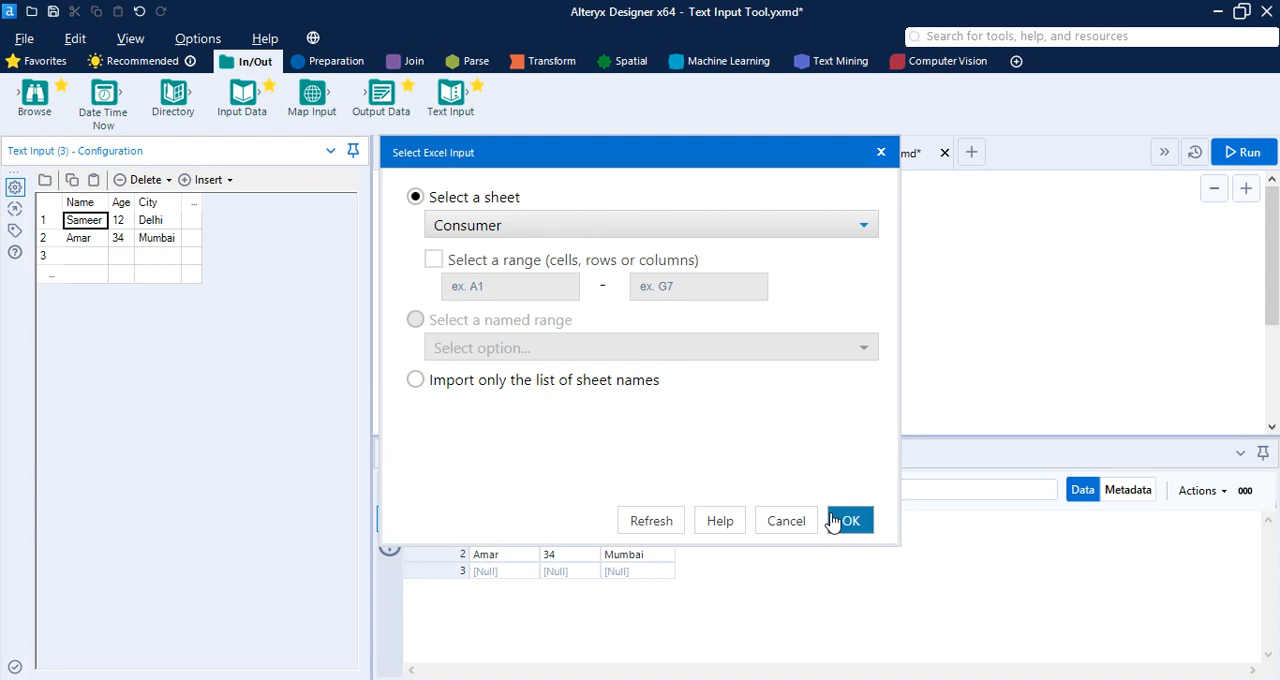 a Alteryx Designer x64 - Text Input Tool.yxmd*
File Edit View Options Help
Search for tools, help, and resources
Favorites Recommended In/Out Preparation Join Parse Transform Spatial Machine Learning Text Mining Computer Vision
Browse Date Time Now Directory Input Data Map Input Output Data Text Input
Text Input (3) - Configuration
Select Excel Input
md*
Run
Delete Insert
Name Age City ...
1 Sameer 12 Delhi
2 Amar 34 Mumbai
3
...
Select a sheet
Consumer
Select a range (cells, rows or columns)
ex. A1 - ex. G7
Select a named range
Select option...
Import only the list of sheet names
Refresh Help Cancel OK
Data Metadata Actions 000
2 Amar 34 Mumbai
3 [Null] [Null] [Null]